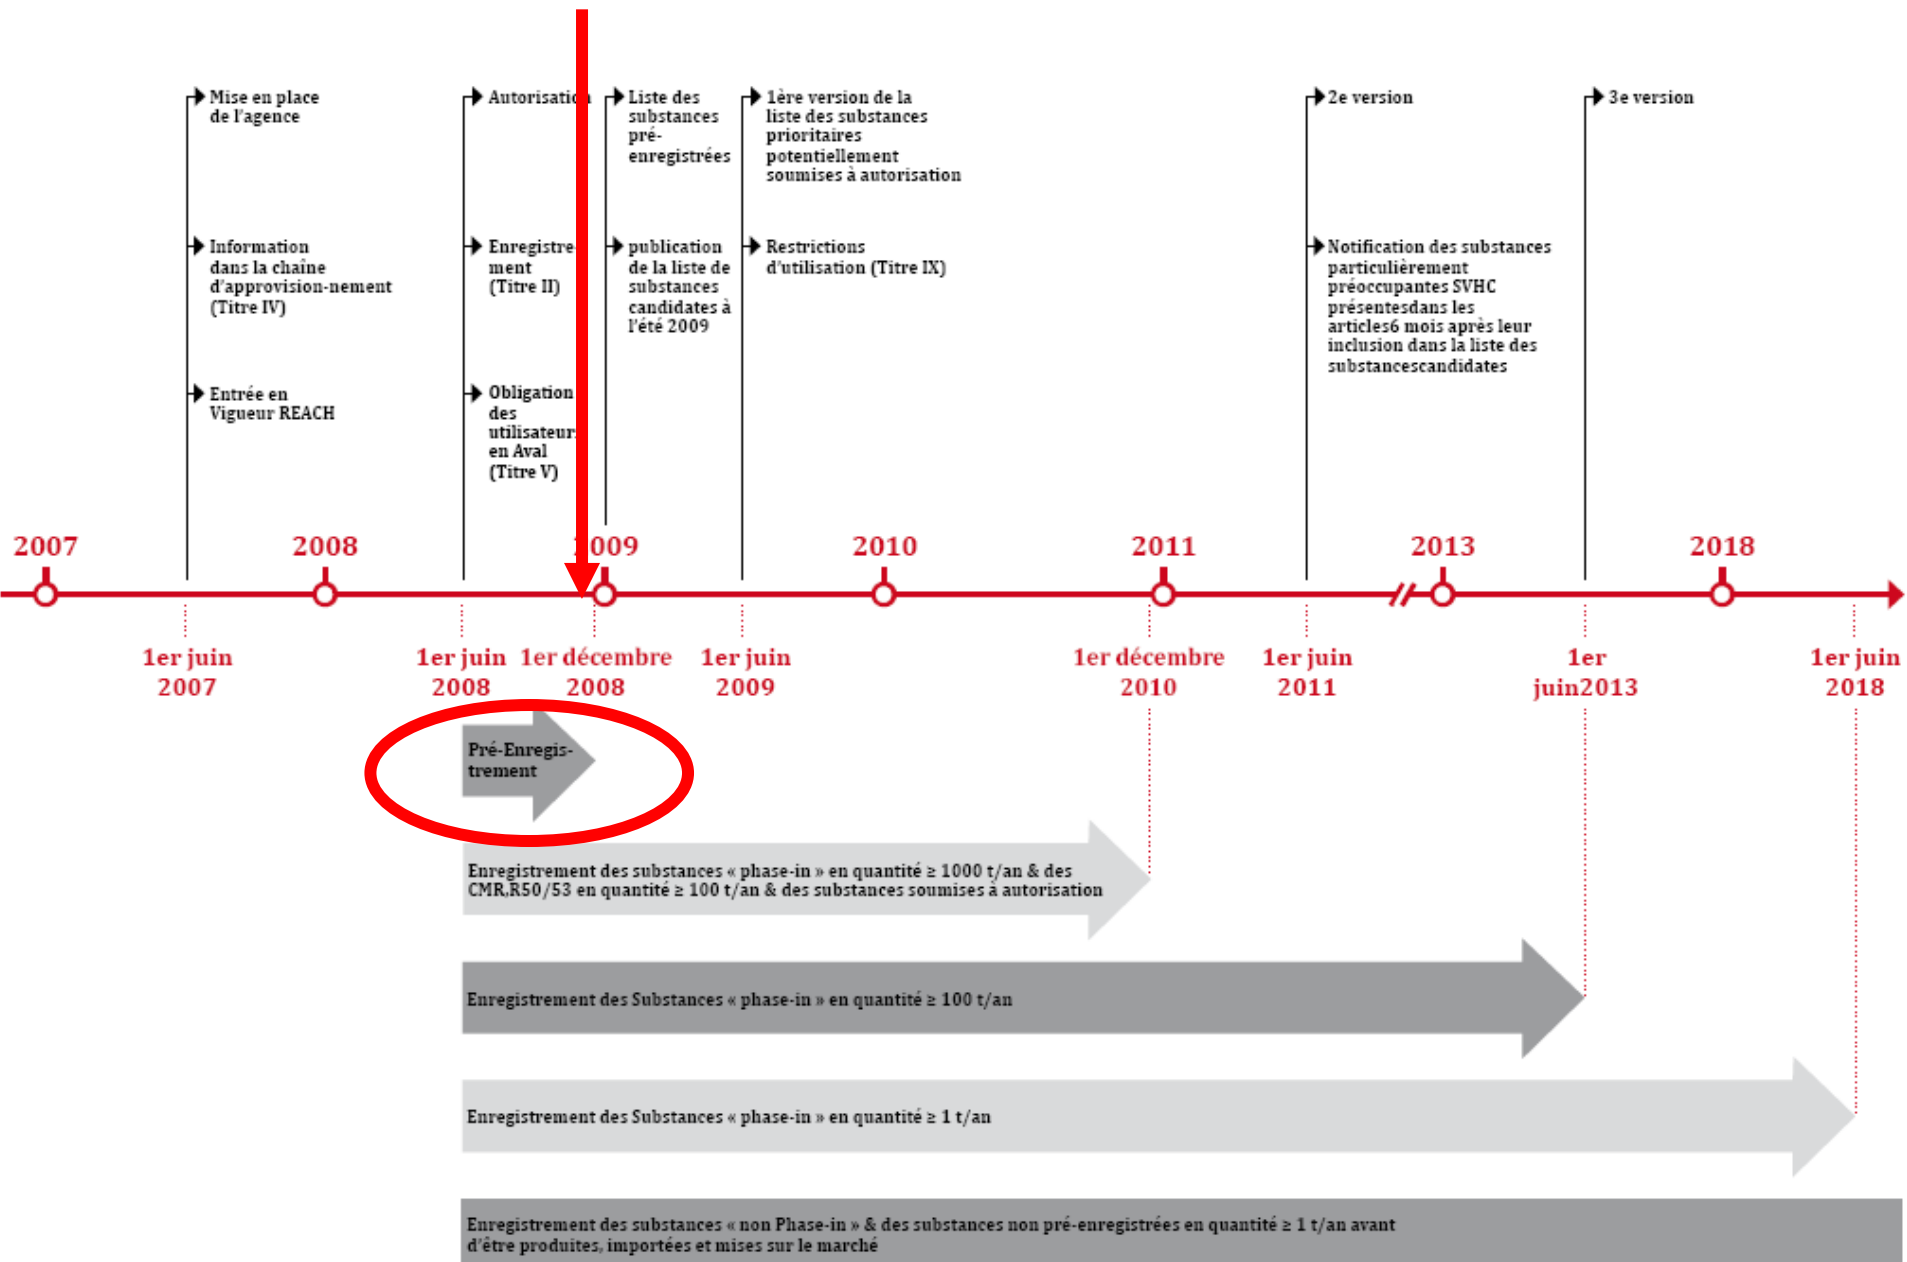 Mise en place
de l'agence
Information
dans la chaîne
d'approvision-nement
(Titre IV)
Entrée en
Vigueur REACH
Autorisation
Enregistre
ment
(Titre II)
Obligation
des
utilisateur
en Aval
(Titre V)
Liste des
substances
pré-
enregistrées
publication
de la liste de
substances
candidates à
l'été 2009
1ère version de la
liste des substances
prioritaires
potentiellement
soumises à autorisation
Restrictions
d'utilisation (Titre IX)
2e version
Notification des substances
particulièrement
préoccupantes SVHC
présentesdans les
articles6 mois après leur
inclusion dans la liste des
substancescandidates
3e version
2007
2008
2009
2010
2011
2013
2018
1er juin
2007
1er juin
2008
1er décembre
2008
1er juin
2009
1er décembre
2010
1er juin
2011
1er
juin2013
1er juin
2018
Pré-Enregis-
trement
Enregistrement des substances « phase-in » en quantité ≥ 1000 t/an & des
CMR,R50/53 en quantité ≥ 100 t/an & des substances soumises à autorisation
Enregistrement des Substances « phase-in » en quantité ≥ 100 t/an
Enregistrement des Substances « phase-in » en quantité ≥ 1 t/an
Enregistrement des substances « non Phase-in » & des substances non pré-enregistrées en quantité ≥ 1 t/an avant
d'être produites, importées et mises sur le marché